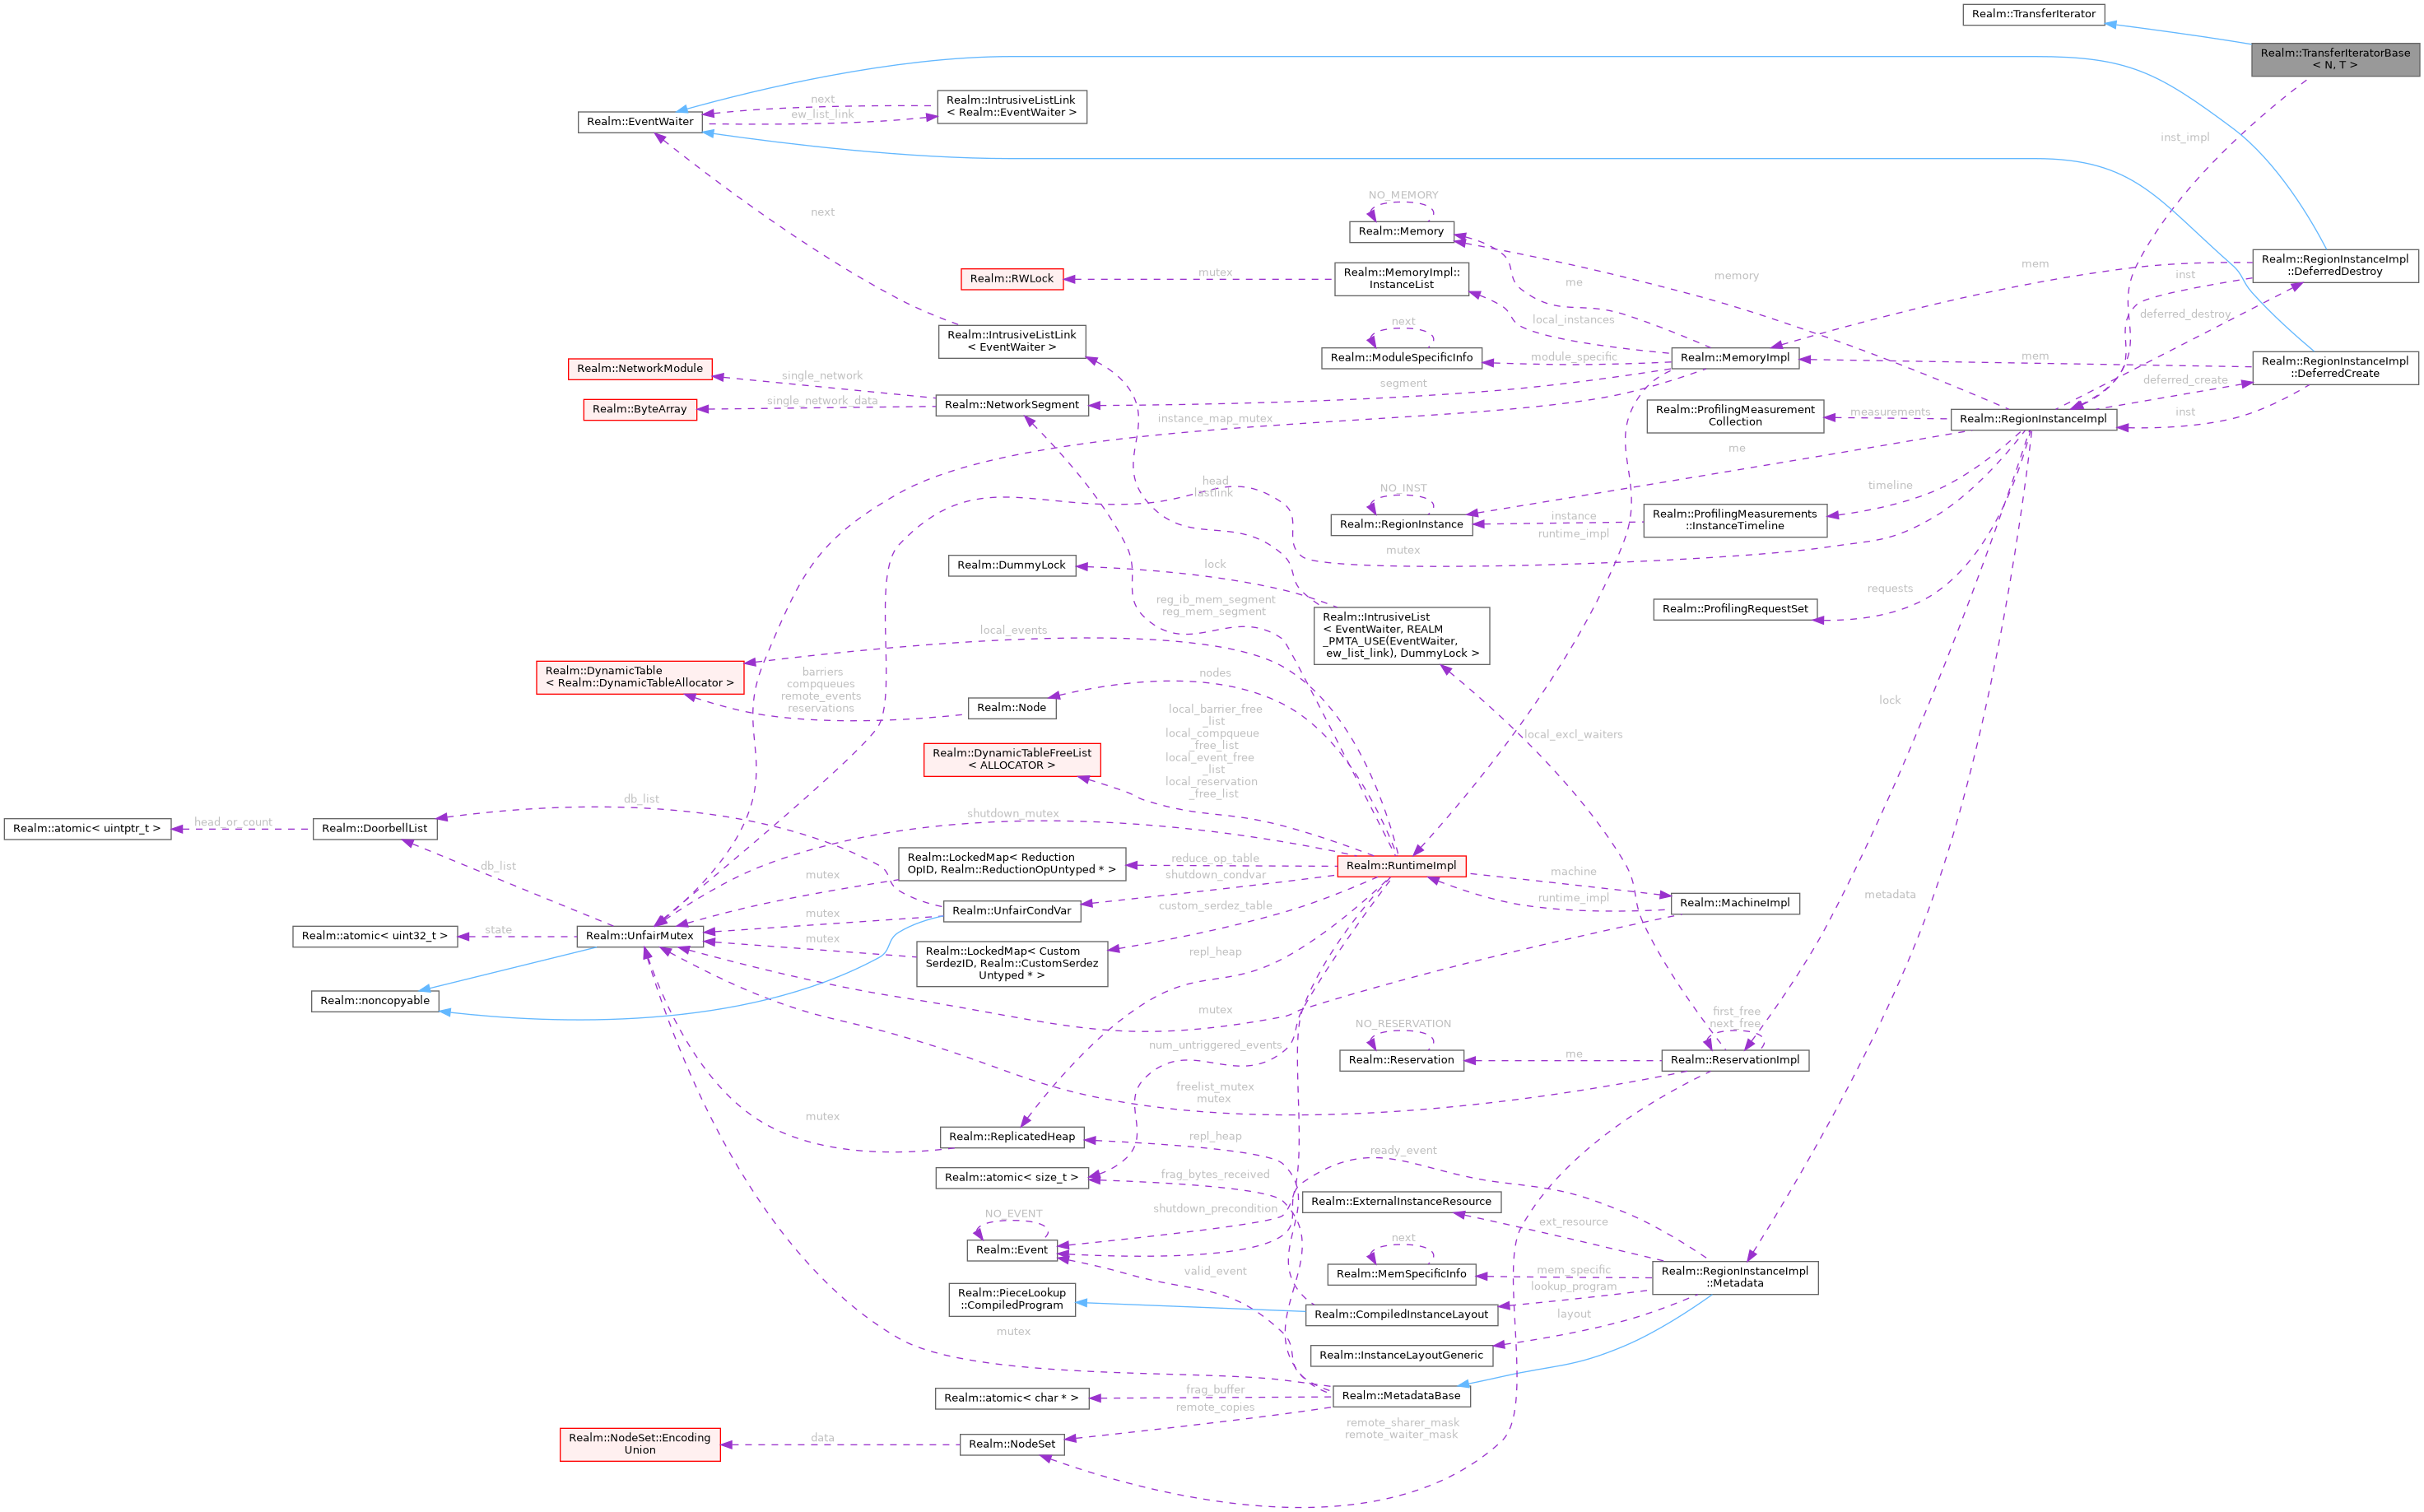 Realm::TransferIterator
Realm::TransferIteratorBase
< N, T >
inst_impl
next
ew_list_link
Realm::IntrusiveListLink
< Realm::EventWaiter >
Realm::EventWaiter
next
NO_MEMORY
Realm::Memory
Realm::RegionInstanceImpl
::DeferredDestroy
mem
inst
memory
me
deferred_destroy
Realm::RWLock
mutex
Realm::MemoryImpl::
InstanceList
local_instances
next
Realm::ModuleSpecificInfo
module_specific
Realm::MemoryImpl
mem
Realm::RegionInstanceImpl
::DeferredCreate
deferred_create
inst
Realm::IntrusiveListLink
< EventWaiter >
Realm::NetworkModule
single_network
Realm::ByteArray
single_network_data
Realm::NetworkSegment
segment
instance_map_mutex
Realm::ProfilingMeasurement
Collection
measurements
Realm::RegionInstanceImpl
me
head
lastlink
NO_INST
Realm::RegionInstance
instance
runtime_impl
Realm::ProfilingMeasurements
::InstanceTimeline
timeline
mutex
Realm::DummyLock
lock
reg_ib_mem_segment
reg_mem_segment
Realm::IntrusiveList
< EventWaiter, REALM
_PMTA_USE(EventWaiter,
ew_list_link), DummyLock >
Realm::ProfilingRequestSet
requests
local_events
Realm::DynamicTable
< Realm::DynamicTableAllocator >
barriers
compqueues
remote_events
reservations
nodes
Realm::Node
local_barrier_free
_list
local_compqueue
_free_list
local_event_free
_list
local_reservation
_free_list
Realm::DynamicTableFreeList
< ALLOCATOR >
local_excl_waiters
lock
Realm::atomic< uintptr_t >
head_or_count
Realm::DoorbellList
db_list
db_list
shutdown_mutex
Realm::LockedMap< Reduction
OpID, Realm::ReductionOpUntyped * >
reduce_op_table
shutdown_condvar
Realm::RuntimeImpl
machine
runtime_impl
Realm::MachineImpl
mutex
Realm::UnfairCondVar
custom_serdez_table
metadata
Realm::atomic< uint32_t >
state
Realm::UnfairMutex
mutex
mutex
Realm::LockedMap< Custom
SerdezID, Realm::CustomSerdez
Untyped * >
repl_heap
Realm::noncopyable
mutex
num_untriggered_events
NO_RESERVATION
Realm::Reservation
me
first_free
next_free
Realm::ReservationImpl
freelist_mutex
mutex
mutex
Realm::ReplicatedHeap
repl_heap
ready_event
Realm::atomic< size_t >
frag_bytes_received
Realm::ExternalInstanceResource
ext_resource
shutdown_precondition
NO_EVENT
Realm::Event
valid_event
next
Realm::MemSpecificInfo
mem_specific
lookup_program
Realm::RegionInstanceImpl
::Metadata
Realm::PieceLookup
::CompiledProgram
Realm::CompiledInstanceLayout
layout
mutex
Realm::InstanceLayoutGeneric
Realm::atomic< char * >
frag_buffer
remote_copies
Realm::MetadataBase
remote_sharer_mask
remote_waiter_mask
Realm::NodeSet::Encoding
Union
data
Realm::NodeSet